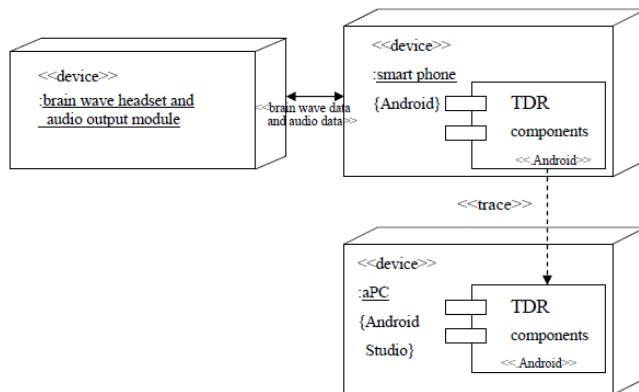 <<device>>
:brain wave headset and
audio output module
<<brain wave data
and audio data>>
<<device>>
:smart phone
{Android}
TDR
components
<<.Android>>
<<trace>>
<<device>>
:aPC
{Android
Studio}
TDR
components
<<.Android>>